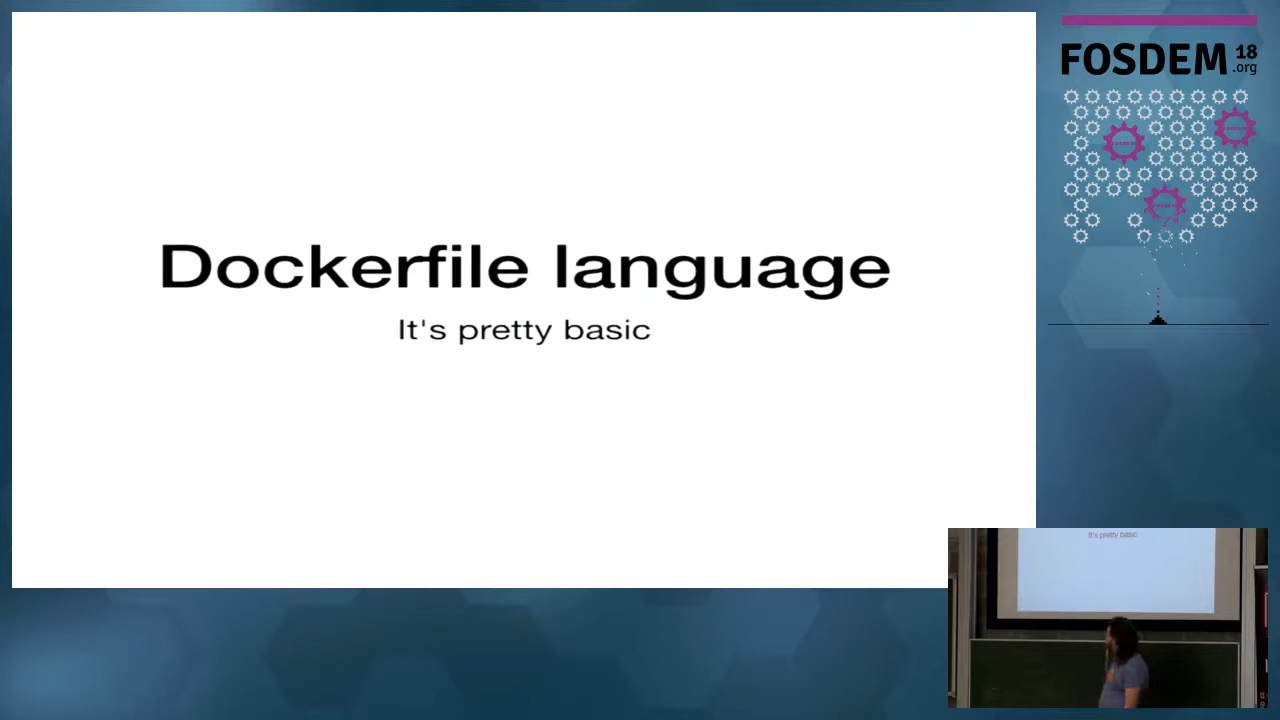 Dockerfile language
It's pretty basic
FOSDEM 18
.org
It's pretty basic